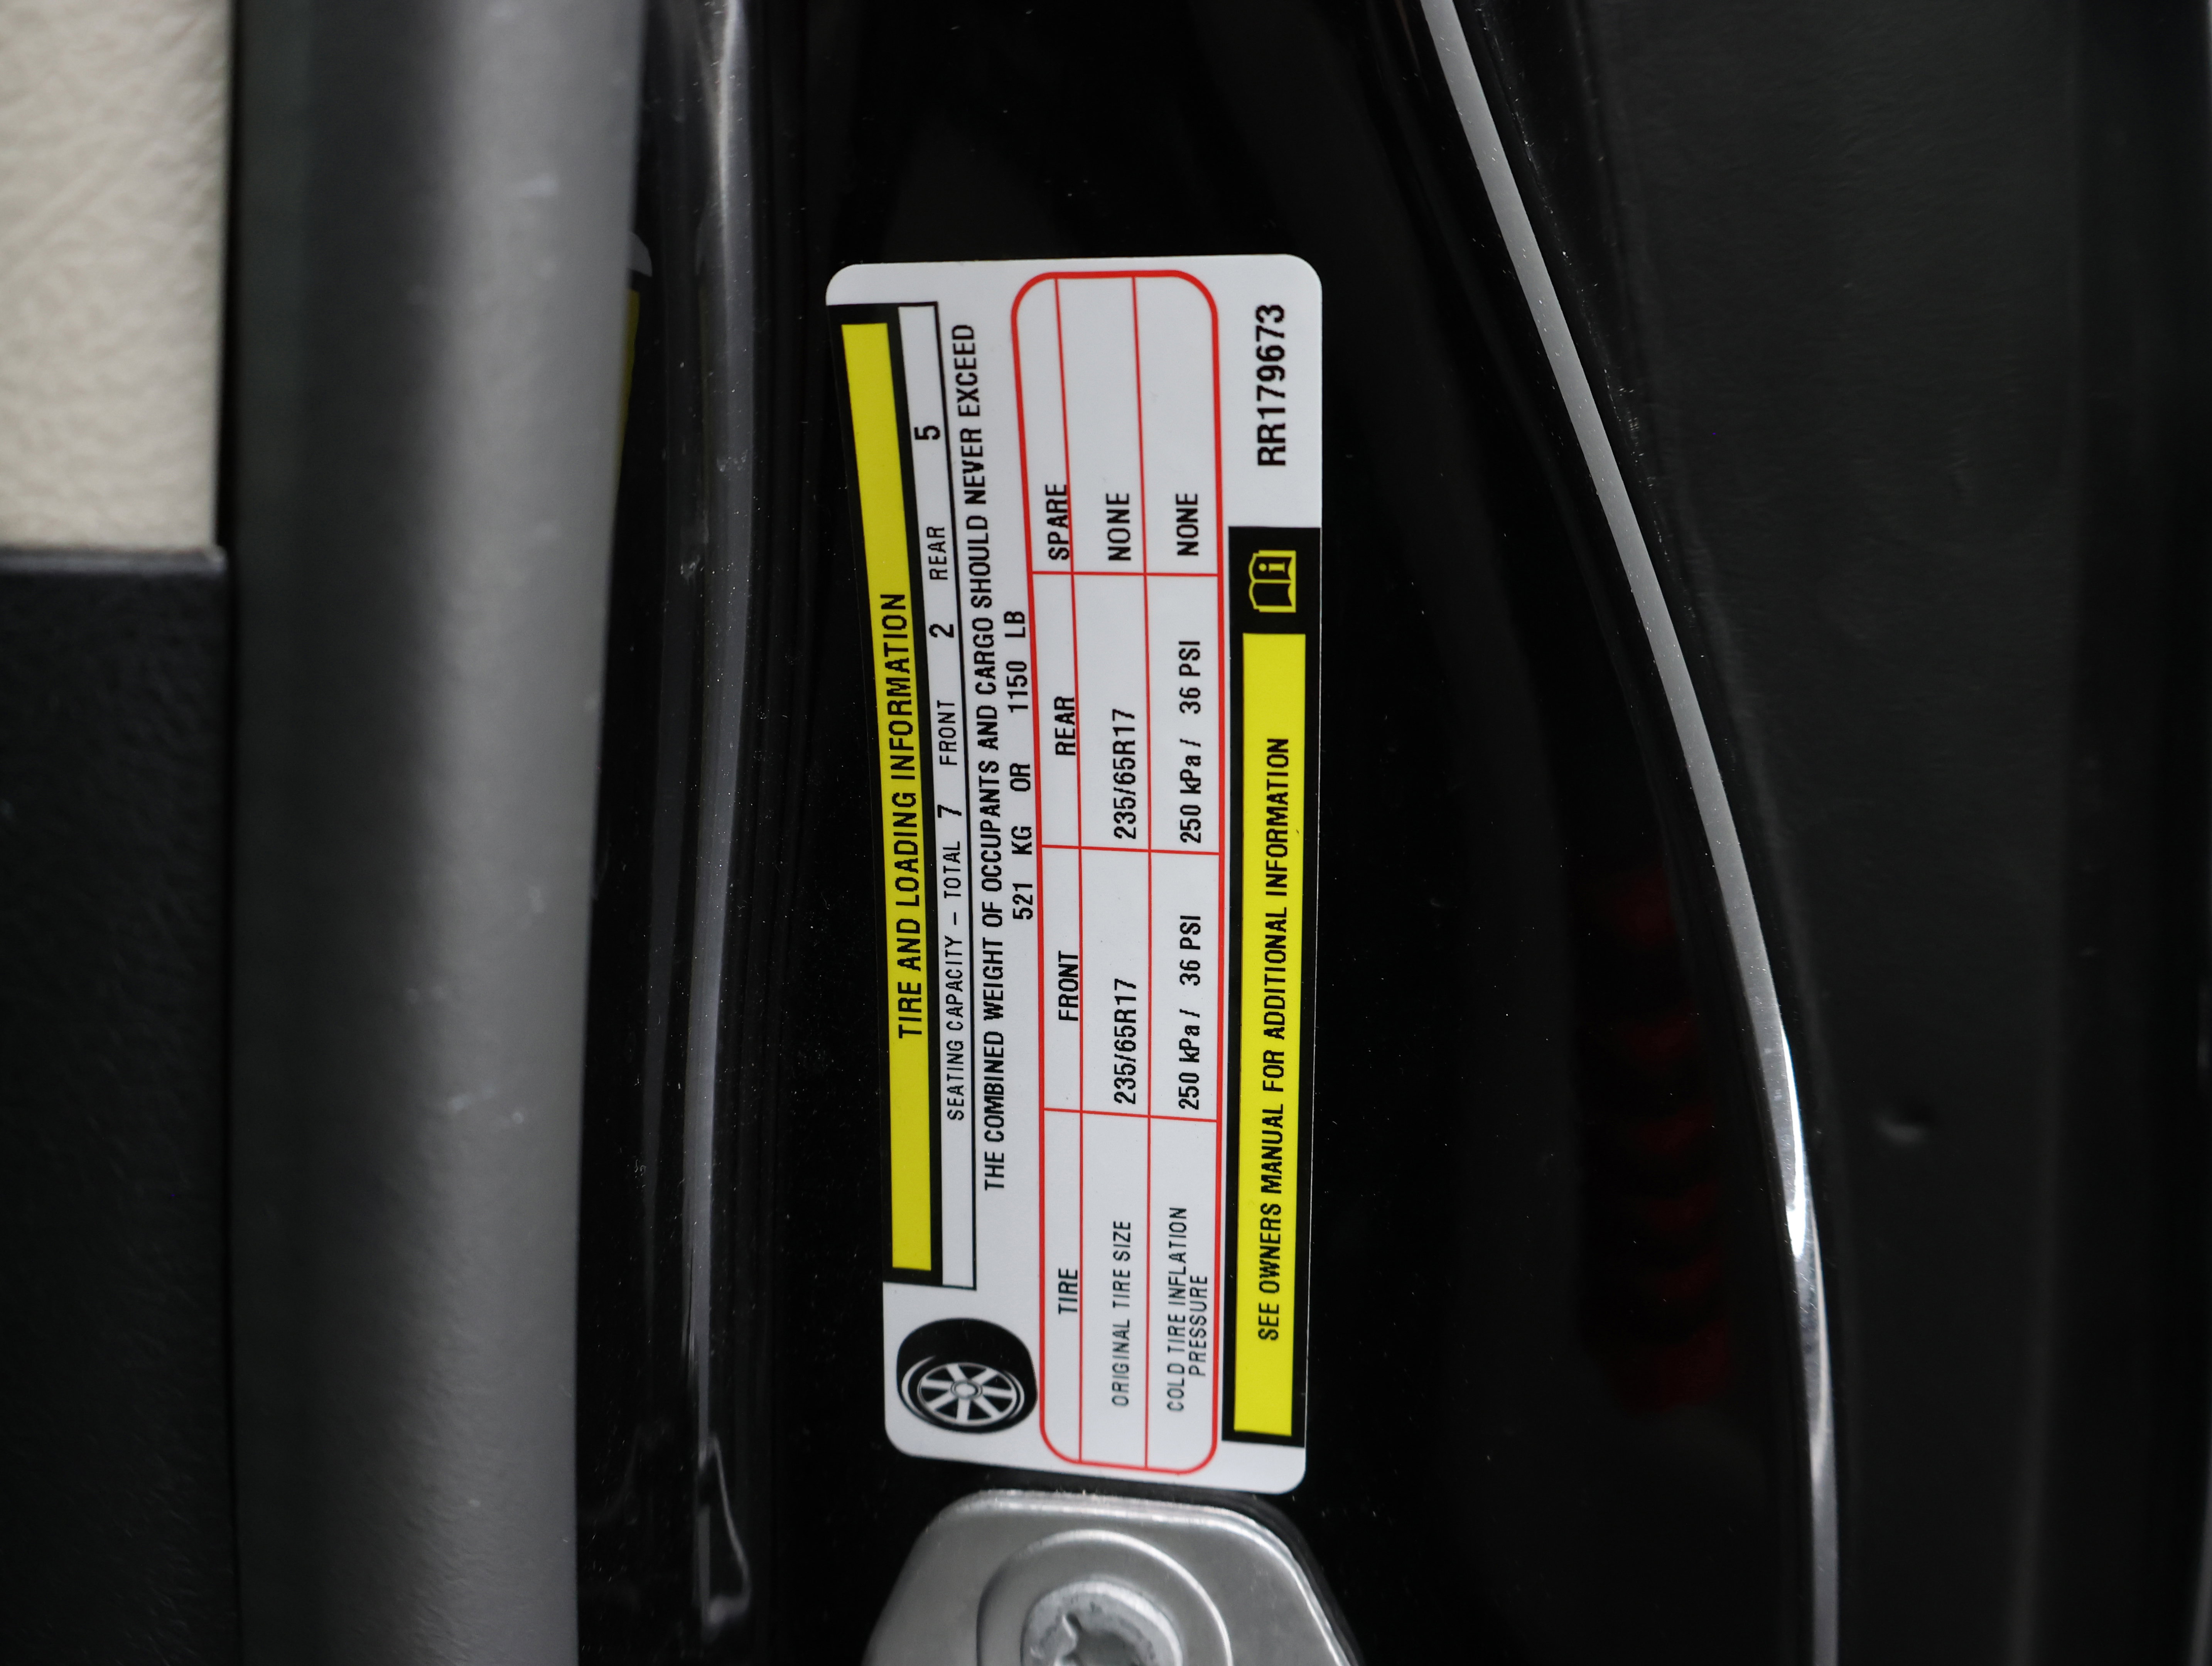 TIRE AND LOADING INFORMATION
SEATING CAPACITY - TOTAL 7 FRONT 2 REAR 5
THE COMBINED WEIGHT OF OCCUPANTS AND CARGO SHOULD NEVER EXCEED
521 KG OR 1150 LB
TIRE FRONT REAR SPARE
ORIGINAL TIRE SIZE 235/65R17 235/65R17 NONE
COLD TIRE INFLATION
PRESSURE 250 kPa / 36 PSI 250 kPa / 36 PSI NONE
SEE OWNERS MANUAL FOR ADDITIONAL INFORMATION
RR179673